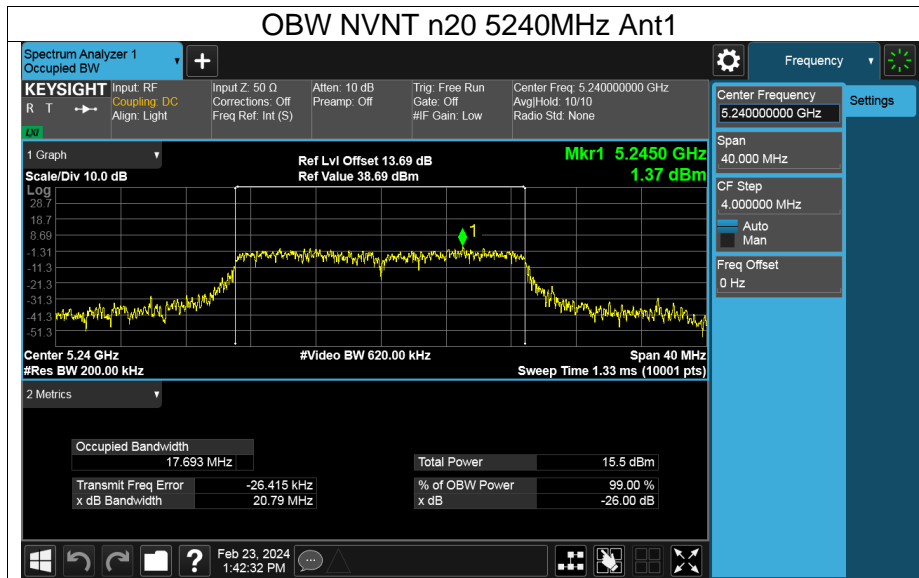 OBW NVNT n20 5240MHz Ant1
Spectrum Analyzer 1
Occupied BW
+
Frequency
KEYSIGHT
R T
LXI
Input: RF
Coupling: DC
Align: Light
Input Z: 50 Ω
Corrections: Off
Freq Ref: Int (S)
Atten: 10 dB
Preamp: Off
Trig: Free Run
Gate: Off
#IF Gain: Low
Center Freq: 5.240000000 GHz
Avg|Hold: 10/10
Radio Std: None
Center Frequency
5.240000000 GHz
Settings
Span
40.000 MHz
CF Step
4.000000 MHz
Auto
Man
Freq Offset
0 Hz
1 Graph
Scale/Div 10.0 dB
Ref Lvl Offset 13.69 dB
Ref Value 38.69 dBm
Mkr1 5.2450 GHz
1.37 dBm
Log
28.7
18.7
8.69
-1.31
-11.3
-21.3
-31.3
-41.3
-51.3
1
Center 5.24 GHz
#Video BW 620.00 kHz
Span 40 MHz
#Res BW 200.00 kHz
Sweep Time 1.33 ms (10001 pts)
2 Metrics
Occupied Bandwidth
17.693 MHz
Total Power 15.5 dBm
Transmit Freq Error -26.415 kHz
% of OBW Power 99.00 %
x dB Bandwidth 20.79 MHz
x dB -26.00 dB
?
Feb 23, 2024
1:42:32 PM